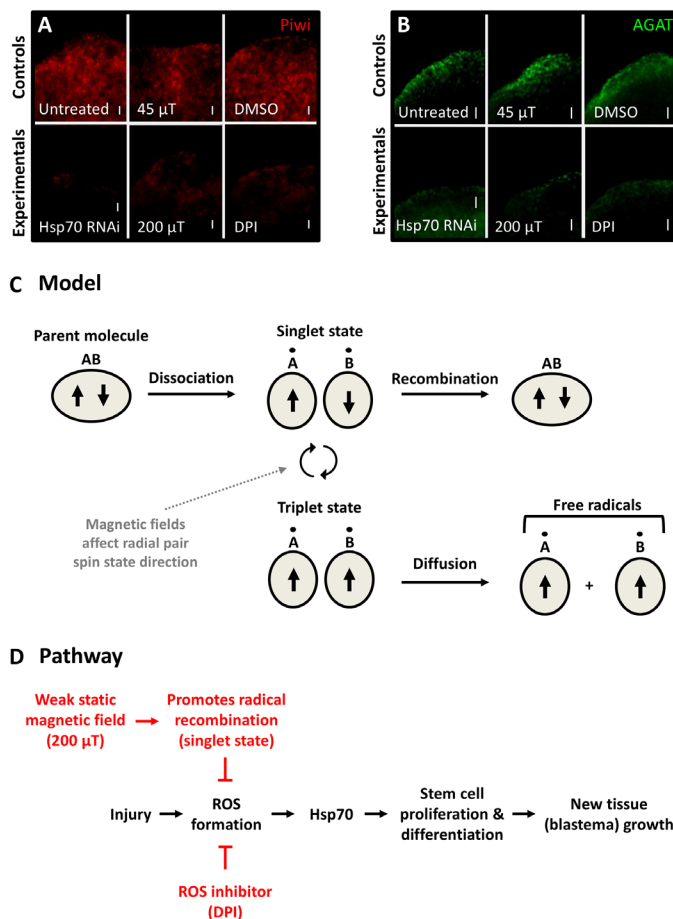 A
Piwi
Controls
Untreated
45 µT
DMSO
Experimentals
Hsp70 RNAi
200 µT
DPI
B
AGAT
Controls
Untreated
45 µT
DMSO
Experimentals
Hsp70 RNAi
200 µT
DPI
C Model
Parent molecule
AB
Dissociation
Singlet state
A
B
Recombination
AB
Magnetic fields
affect radial pair
spin state direction
Triplet state
A
B
Diffusion
Free radicals
A
B
+
D Pathway
Weak static
magnetic field
(200 µT)
Promotes radical
recombination
(singlet state)
Injury
ROS
formation
Hsp70
Stem cell
proliferation &
differentiation
New tissue
(blastema) growth
ROS inhibitor
(DPI)